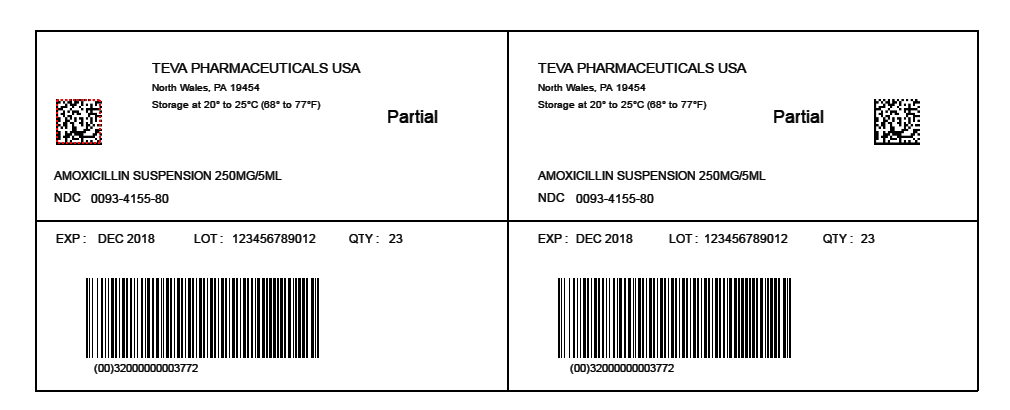 TEVA PHARMACEUTICALS USA
North Wales, PA 19454
Storage at 20° to 25°C (68° to 77°F)
Partial
AMOXICILLIN SUSPENSION 250MG/5ML
NDC 0093-4155-80
EXP : DEC 2018 LOT : 123456789012 QTY : 23
(00)32000000003772
TEVA PHARMACEUTICALS USA
North Wales, PA 19454
Storage at 20° to 25°C (68° to 77°F)
Partial
AMOXICILLIN SUSPENSION 250MG/5ML
NDC 0093-4155-80
EXP : DEC 2018 LOT : 123456789012 QTY : 23
(00)32000000003772